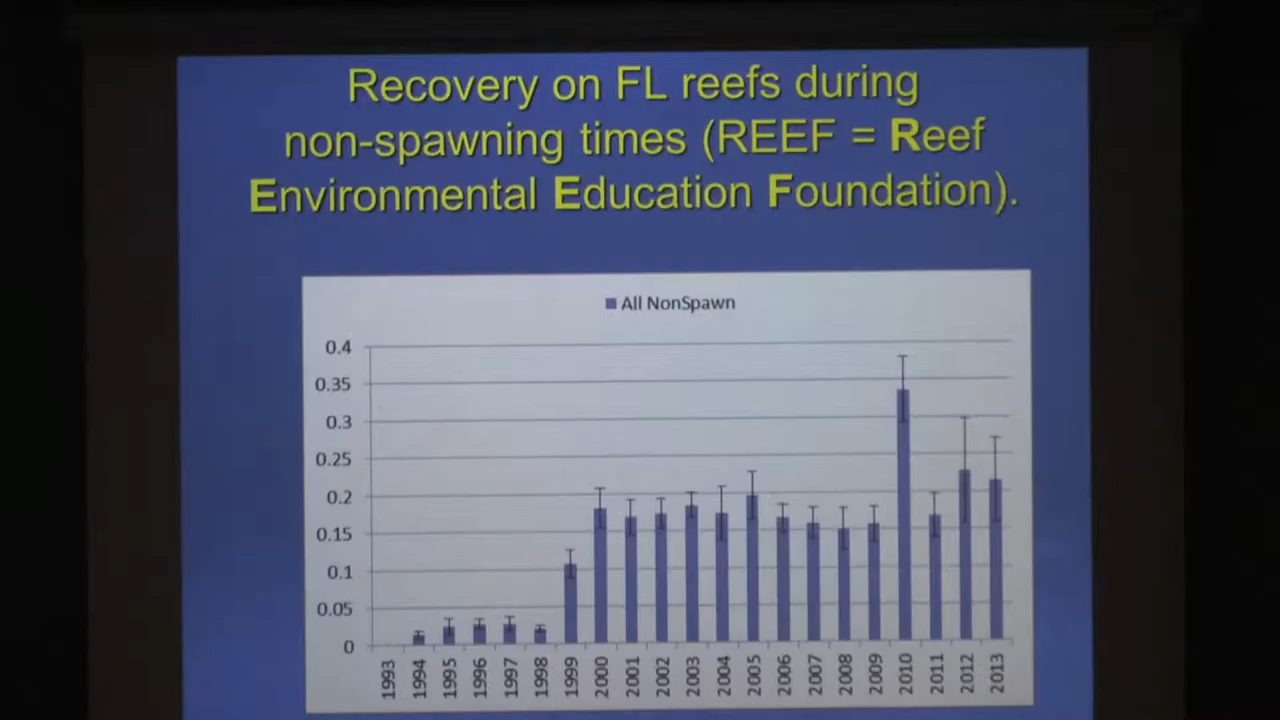 Recovery on FL reefs during
non-spawning times (REEF = Reef
Environmental Education Foundation).
All NonSpawn
0.4
0.35
0.3
0.25
0.2
0.15
0.1
0.05
0
1993 1994 1995 1996 1997 1998 1999 2000 2001 2002 2003 2004 2005 2006 2007 2008 2009 2010 2011 2012 2013